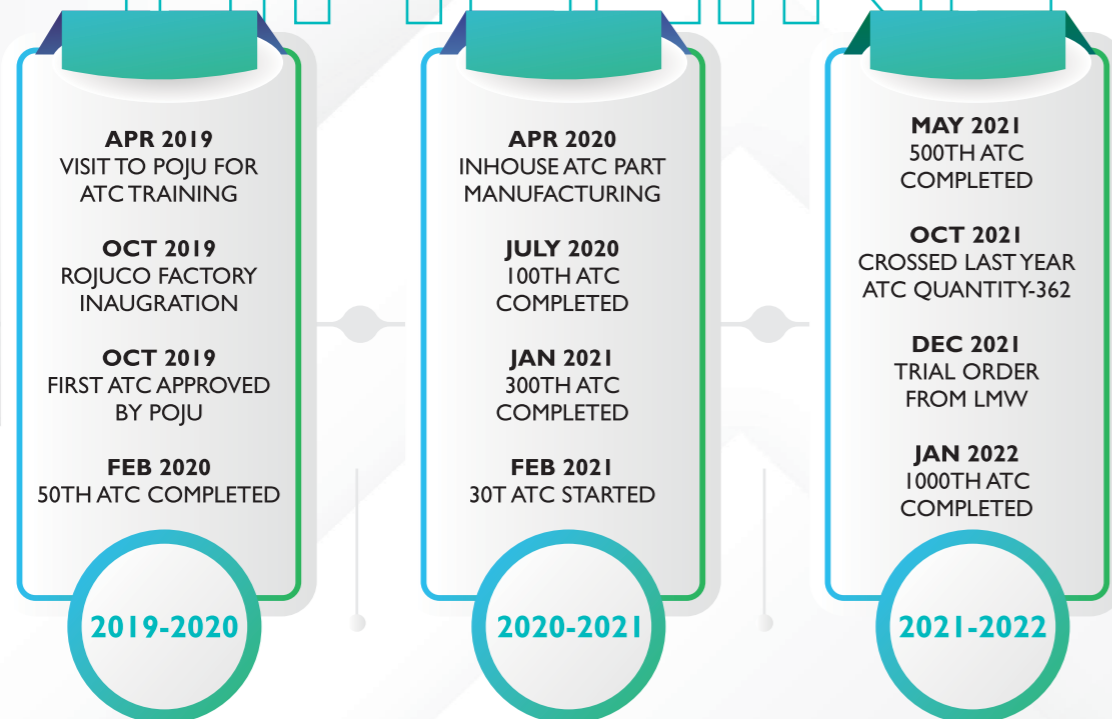 APR 2019
VISIT TO POJU FOR
ATC TRAINING
OCT 2019
ROJUCO FACTORY
INAUGRATION
OCT 2019
FIRST ATC APPROVED
BY POJU
FEB 2020
50TH ATC COMPLETED
2019-2020
APR 2020
INHOUSE ATC PART
MANUFACTURING
JULY 2020
100TH ATC
COMPLETED
JAN 2021
300TH ATC
COMPLETED
FEB 2021
30T ATC STARTED
2020-2021
MAY 2021
500TH ATC
COMPLETED
OCT 2021
CROSSED LAST YEAR
ATC QUANTITY-362
DEC 2021
TRIAL ORDER
FROM LMW
JAN 2022
1000TH ATC
COMPLETED
2021-2022